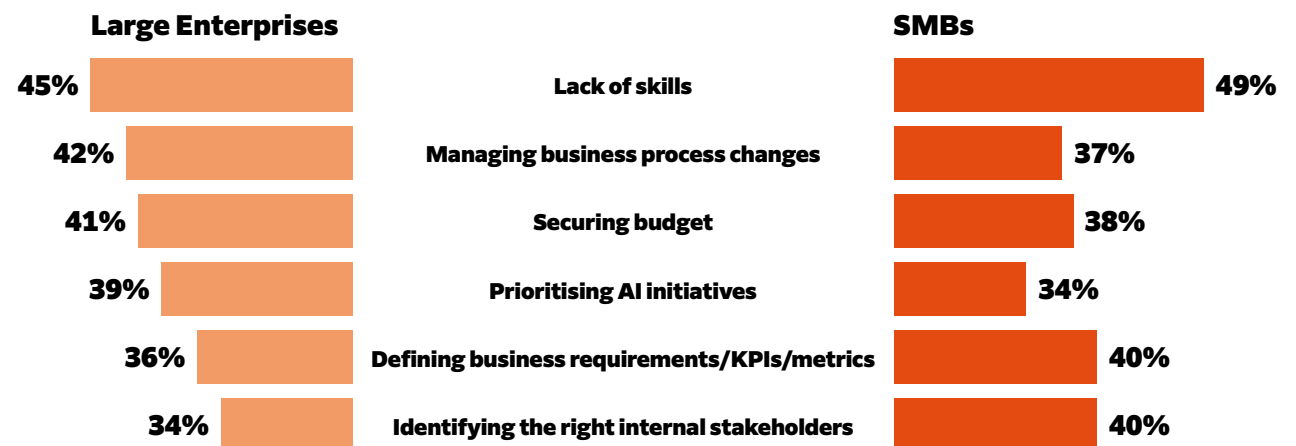 Large Enterprises SMBs
45% Lack of skills 49%
42% Managing business process changes 37%
41% Securing budget 38%
39% Prioritising AI initiatives 34%
36% Defining business requirements/KPIs/metrics 40%
34% Identifying the right internal stakeholders 40%